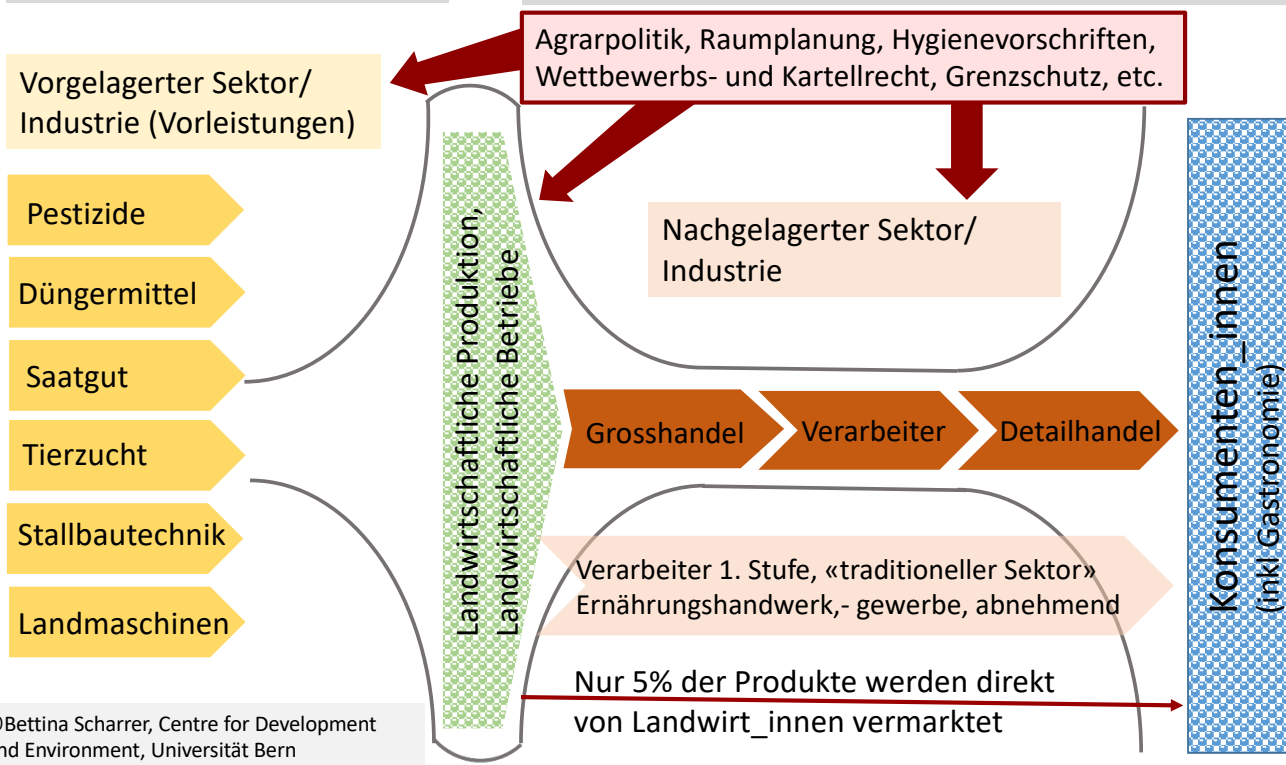 Agrarpolitik, Raumplanung, Hygienevorschriften,
Wettbewerbs- und Kartellrecht, Grenzschutz, etc.
Vorgelagerter Sektor/
Industrie (Vorleistungen)
Pestizide
Düngermittel
Saatgut
Tierzucht
Stallbautechnik
Landmaschinen
Landwirtschaftliche Produktion,
Landwirtschaftliche Betriebe
Nachgelagerter Sektor/
Industrie
Grosshandel
Verarbeiter
Detailhandel
Verarbeiter 1. Stufe, «traditioneller Sektor»
Ernährungshandwerk,- gewerbe, abnehmend
Nur 5% der Produkte werden direkt
von Landwirt_innen vermarktet
Konsumenten_innen
(inkl Gastronomie)
©Bettina Scharrer, Centre for Development
and Environment, Universität Bern